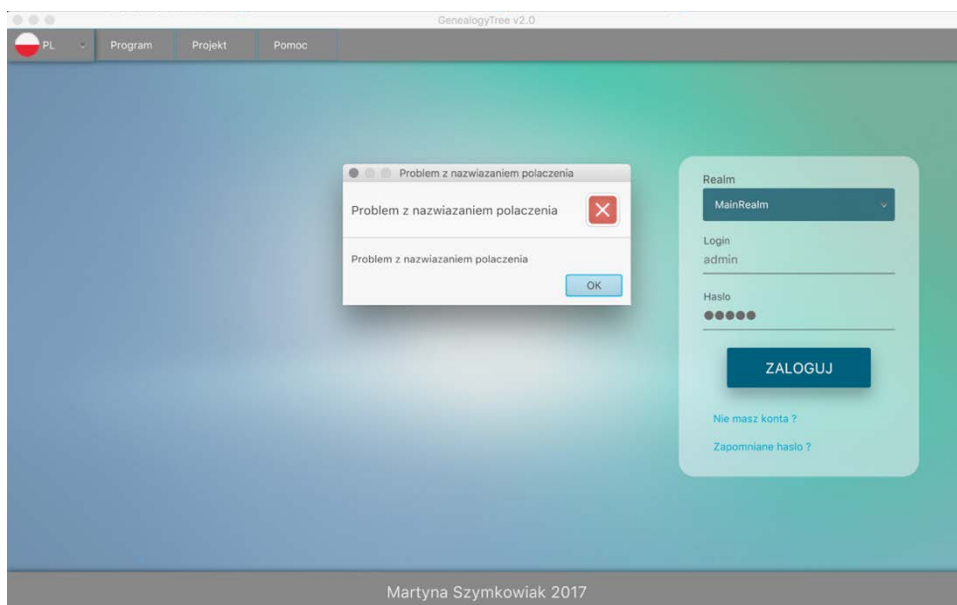 GenealogyTree v2.0
PL Program Projekt Pomoc
Problem z nazwiazaniem polaczenia
Problem z nazwiazaniem polaczenia
Problem z nazwiazaniem polaczenia
OK
Realm
MainRealm
Login
admin
Haslo
ZALOGUJ
Nie masz konta ?
Zapomniane haslo ?
Martyna Szymkowiak 2017